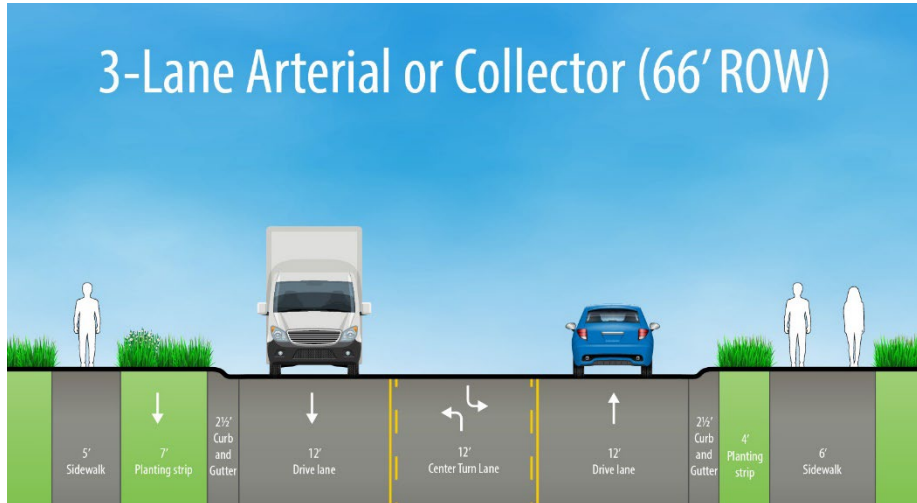 3-Lane Arterial or Collector (66’ ROW)
5’
Sidewalk
7’
Planting strip
2½’
Curb
and
Gutter
12’
Drive lane
12’
Center Turn Lane
12’
Drive lane
2½’
Curb
and
Gutter
4’
Planting
strip
6’
Sidewalk